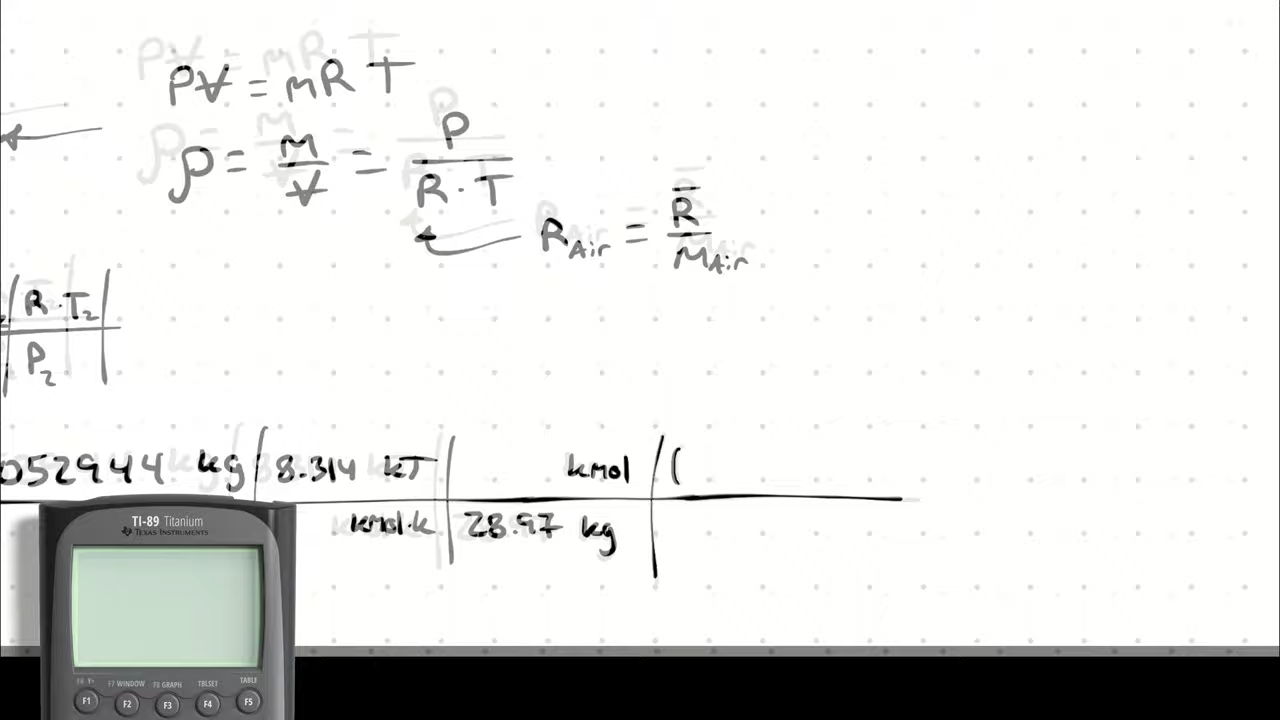 PV = mRT
ρ = m/V = P/(R·T)
R_Air = R̄/M_Air
R·T₂
P₂
052944 kg | 8.314 kJ | kmol | (
kmol·k | 28.97 kg
TI-89 Titanium
TEXAS INSTRUMENTS
F6 Y= F7 WINDOW F8 GRAPH TBLSET TABLE
F1 F2 F3 F4 F5